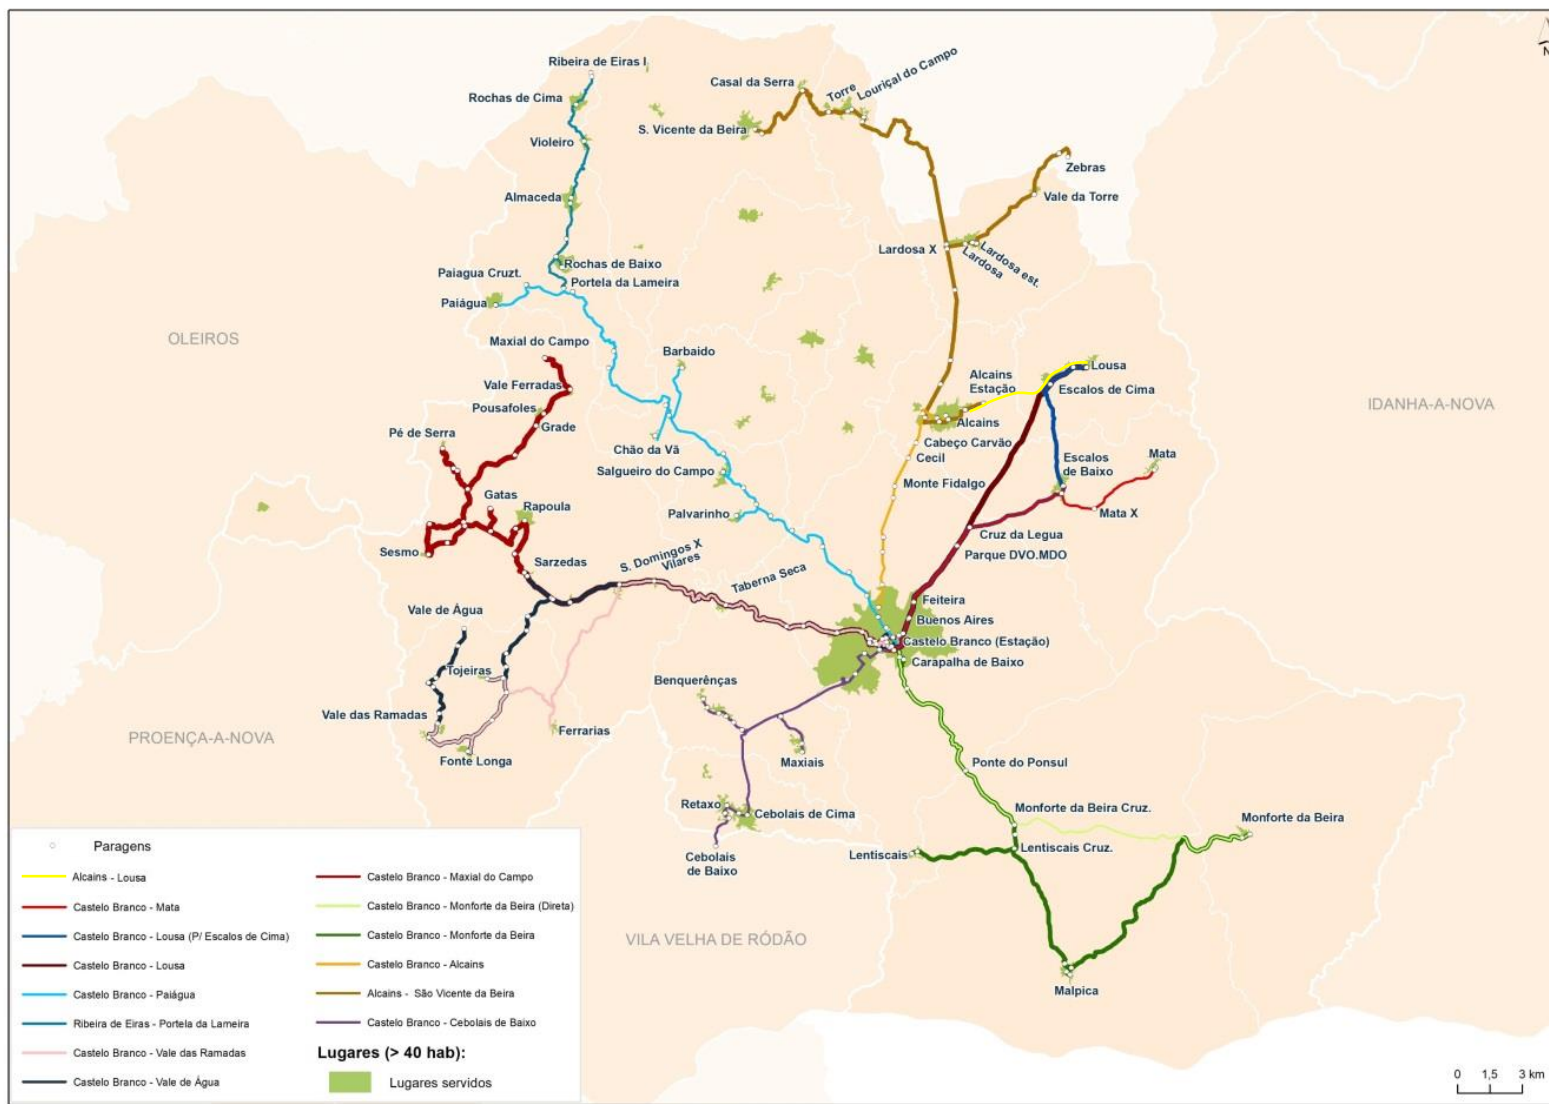 N
Ribeira de Eiras I
Rochas de Cima
Violeiro
Almaceda
Rochas de Baixo
Portela da Lameira
Paiagua Cruzt.
Paiágua
Casal da Serra
Torre
Louriçal do Campo
S. Vicente da Beira
Zebras
Vale da Torre
Lardosa X
Lardosa
Lardosa est.
OLEIROS
IDANHA-A-NOVA
Maxial do Campo
Vale Ferradas
Pousafoles
Grade
Pé de Serra
Gatas
Rapoula
Sesmo
Sarzedas
Barbaido
Chão da Vã
Salgueiro do Campo
Palvarinho
Alcains
Estação
Alcains
Cabeço Carvão
Cecil
Monte Fidalgo
Lousa
Escalos de Cima
Escalos
de Baixo
Mata
Mata X
Cruz da Legua
Parque DVO.MDO
S. Domingos X
Vilares
Taberna Seca
Feiteira
Buenos Aires
Castelo Branco (Estação)
Carapalha de Baixo
Vale de Água
Tojeiras
Vale das Ramadas
Fonte Longa
Ferrarias
PROENÇA-A-NOVA
Benquerênças
Maxiais
Retaxo
Cebolais de Cima
Cebolais
de Baixo
Ponte do Ponsul
Monforte da Beira Cruz.
Monforte da Beira
Lentiscais
Lentiscais Cruz.
Malpica
VILA VELHA DE RÓDÃO
Paragens
Alcains - Lousa
Castelo Branco - Mata
Castelo Branco - Lousa (P/ Escalos de Cima)
Castelo Branco - Lousa
Castelo Branco - Paiágua
Ribeira de Eiras - Portela da Lameira
Castelo Branco - Vale das Ramadas
Castelo Branco - Vale de Água
Castelo Branco - Maxial do Campo
Castelo Branco - Monforte da Beira (Direta)
Castelo Branco - Monforte da Beira
Castelo Branco - Alcains
Alcains - São Vicente da Beira
Castelo Branco - Cebolais de Baixo
Lugares (> 40 hab):
Lugares servidos
0 1,5 3 km